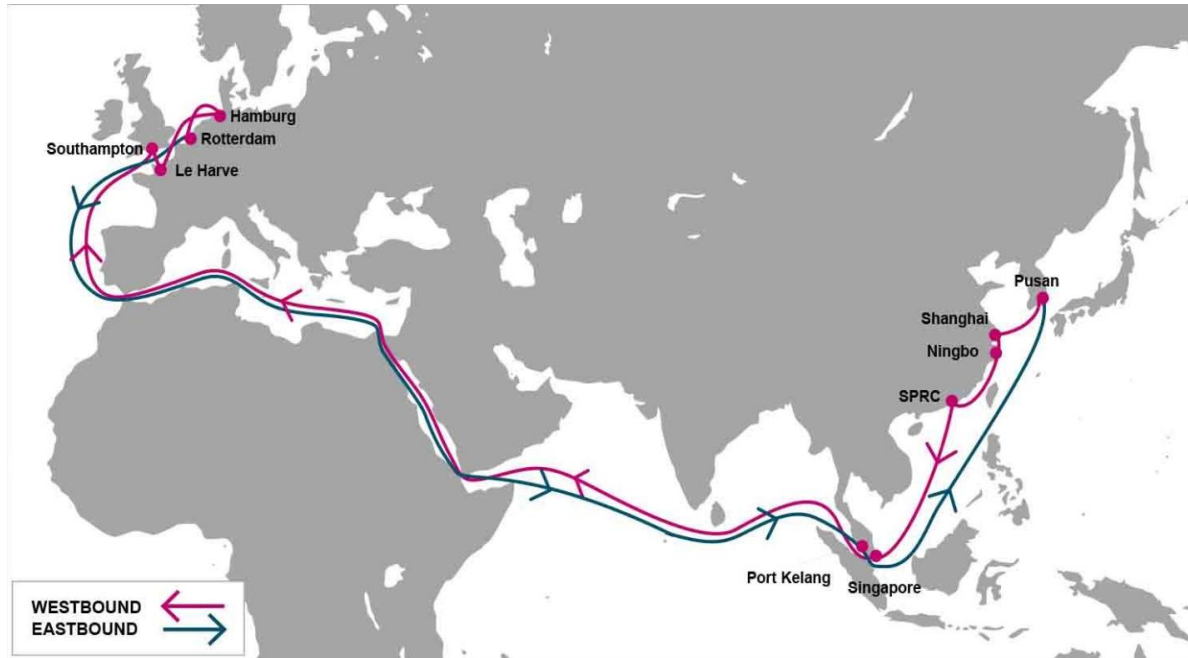 Hamburg
Rotterdam
Southampton
Le Harve
Pusan
Shanghai
Ningbo
SPRC
Port Kelang
Singapore
WESTBOUND
EASTBOUND